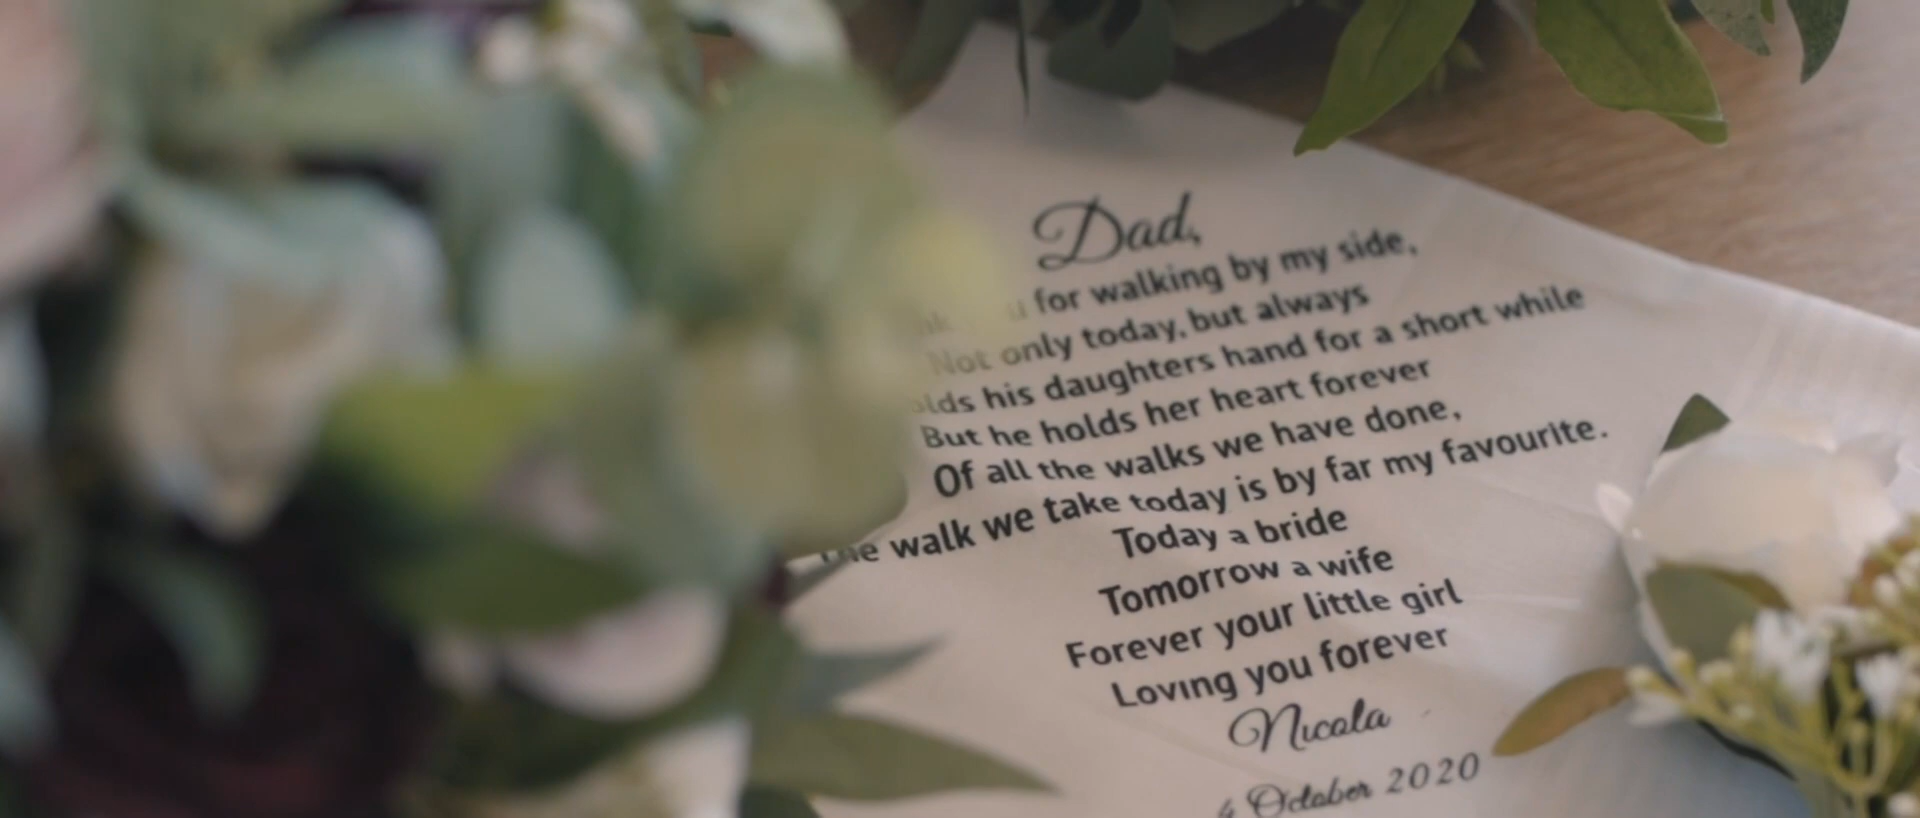 Dad,
for walking by my side,
Not only today, but always
his daughters hand for a short while
But he holds her heart forever
Of all the walks we have done,
The walk we take today is by far my favourite.
Today a bride
Tomorrow a wife
Forever your little girl
Loving you forever
Nicola
4 October 2020